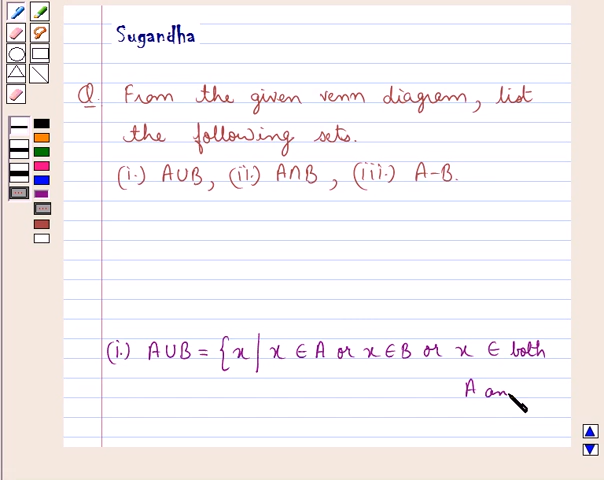 Sugandha
Q. From the given venn diagram, list
the following sets.
(i.) A∪B, (ii.) A∩B, (iii.) A-B.
(i.) A∪B = {x | x ∈ A or x ∈ B or x ∈ both
A an